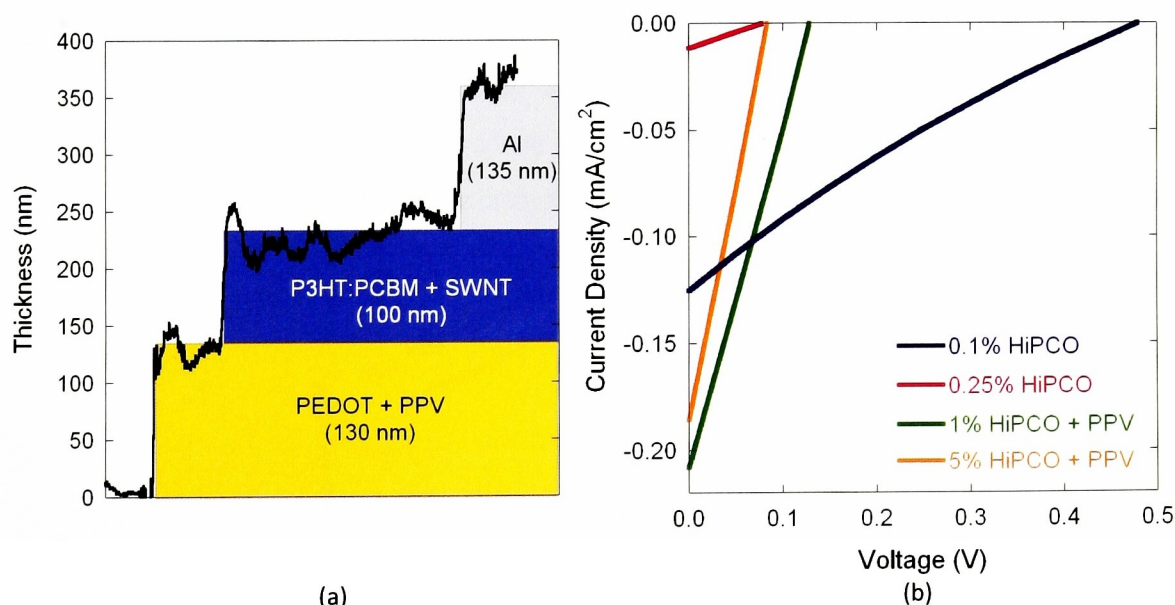 400
350
300
250
200
150
100
50
0
Thickness (nm)
Al
(135 nm)
P3HT:PCBM + SWNT
(100 nm)
PEDOT + PPV
(130 nm)
(a)
0.00
-0.05
-0.10
-0.15
-0.20
Current Density (mA/cm²)
0.1% HiPCO
0.25% HiPCO
1% HiPCO + PPV
5% HiPCO + PPV
0.0 0.1 0.2 0.3 0.4 0.5
Voltage (V)
(b)